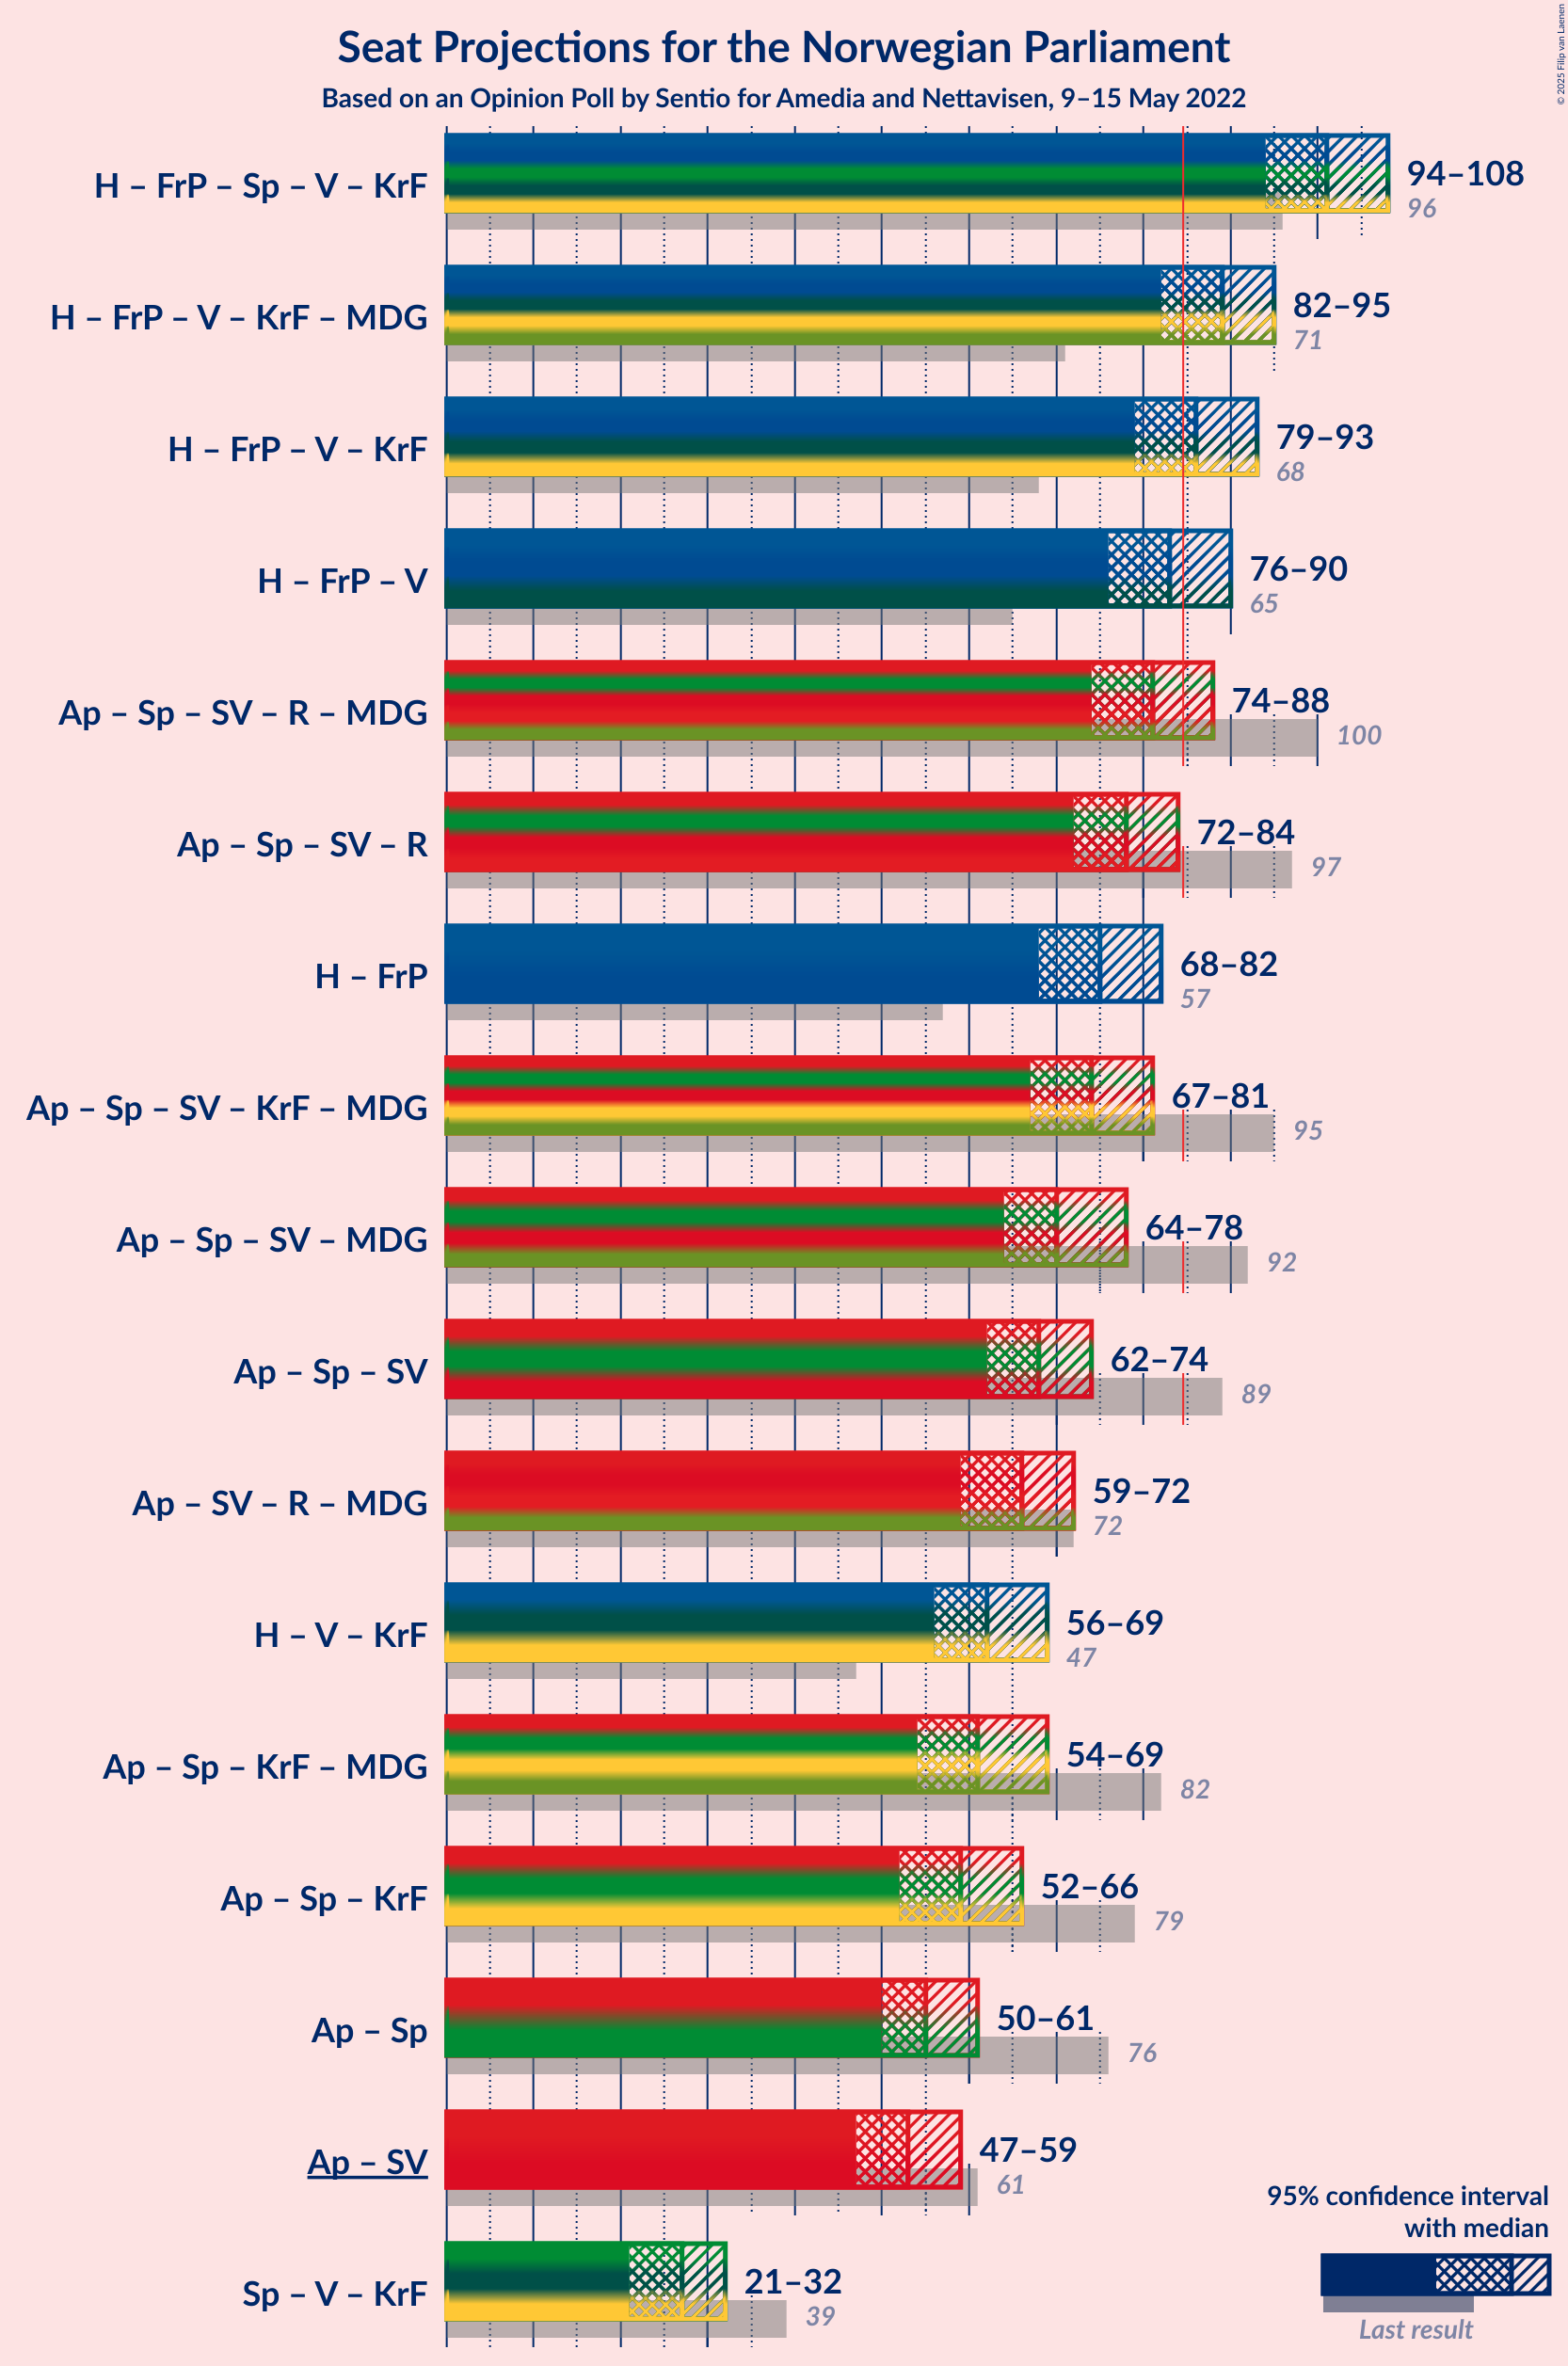 Seat Projections for the Norwegian Parliament
Based on an Opinion Poll by Sentio for Amedia and Nettavisen, 9–15 May 2022
© 2025 Filip van Laenen
H – FrP – Sp – V – KrF
94–108
96
H – FrP – V – KrF – MDG
82–95
71
H – FrP – V – KrF
79–93
68
H – FrP – V
76–90
65
Ap – Sp – SV – R – MDG
74–88
100
Ap – Sp – SV – R
72–84
97
H – FrP
68–82
57
Ap – Sp – SV – KrF – MDG
67–81
95
Ap – Sp – SV – MDG
64–78
92
Ap – Sp – SV
62–74
89
Ap – SV – R – MDG
59–72
72
H – V – KrF
56–69
47
Ap – Sp – KrF – MDG
54–69
82
Ap – Sp – KrF
52–66
79
Ap – Sp
50–61
76
Ap – SV
47–59
61
Sp – V – KrF
21–32
39
95% confidence interval
with median
Last result